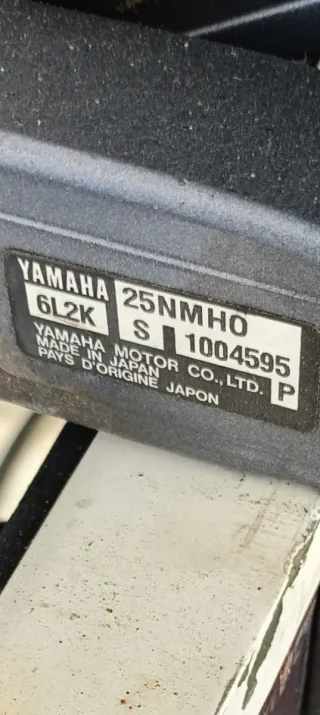 YAMAHA 25NMHO
6L2K S 1004595
YAMAHA MOTOR CO., LTD. P
MADE IN JAPAN
PAYS D'ORIGINE JAPON